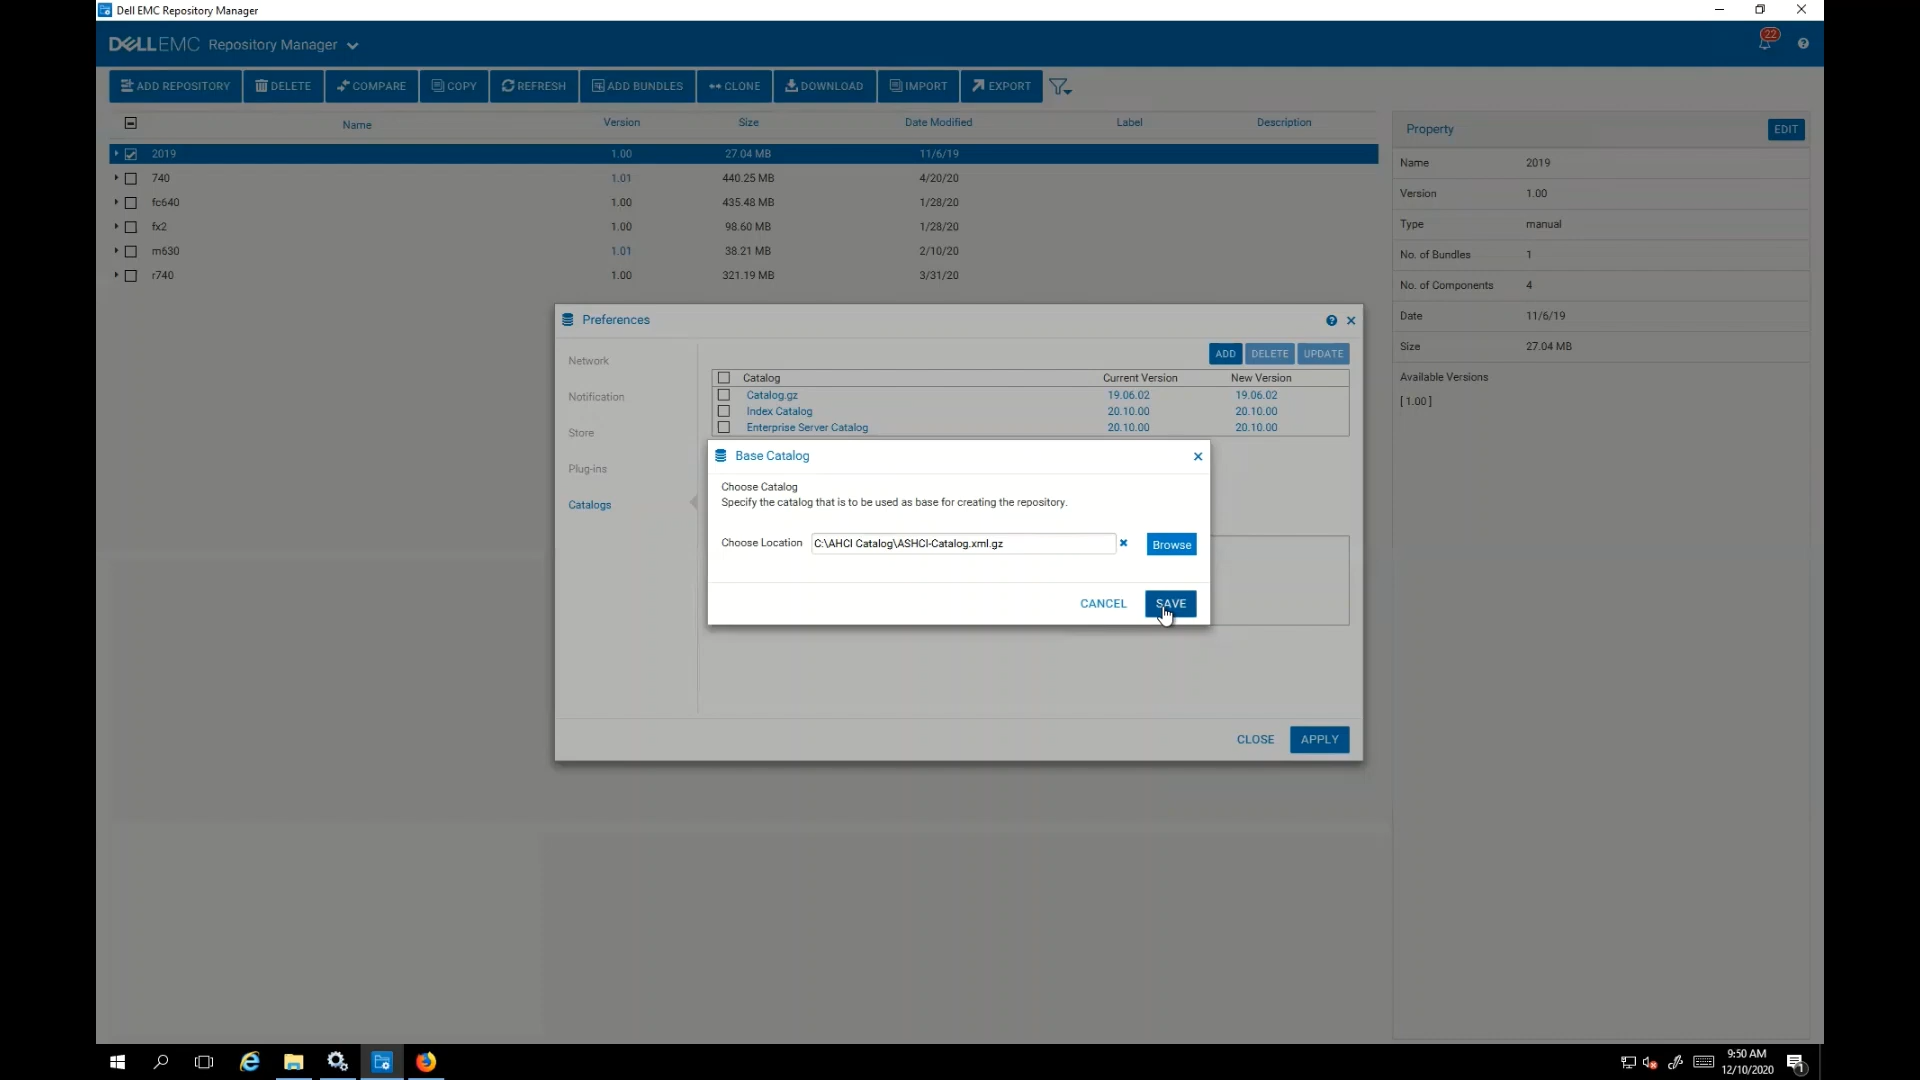 Dell EMC Repository Manager
DELLEMC Repository Manager
22
ADD REPOSITORY DELETE COMPARE COPY REFRESH ADD BUNDLES CLONE DOWNLOAD IMPORT EXPORT
Name Version Size Date Modified Label Description
2019 1.00 27.04 MB 11/6/19
740 1.01 440.25 MB 4/20/20
fc640 1.00 435.48 MB 1/28/20
fx2 1.00 98.60 MB 1/28/20
m630 1.01 38.21 MB 2/10/20
r740 1.00 321.19 MB 3/31/20
Property EDIT
Name 2019
Version 1.00
Type manual
No. of Bundles 1
No. of Components 4
Date 11/6/19
Size 27.04 MB
Available Versions
[ 1.00 ]
Preferences
Network
Notification
Store
Plug-ins
Catalogs
ADD DELETE UPDATE
Catalog Current Version New Version
Catalog.gz 19.06.02 19.06.02
Index Catalog 20.10.00 20.10.00
Enterprise Server Catalog 20.10.00 20.10.00
Base Catalog
Choose Catalog
Specify the catalog that is to be used as base for creating the repository.
Choose Location C:\AHCI Catalog\ASHCI-Catalog.xml.gz Browse
CANCEL SAVE
CLOSE APPLY
9:50 AM
12/10/2020
1